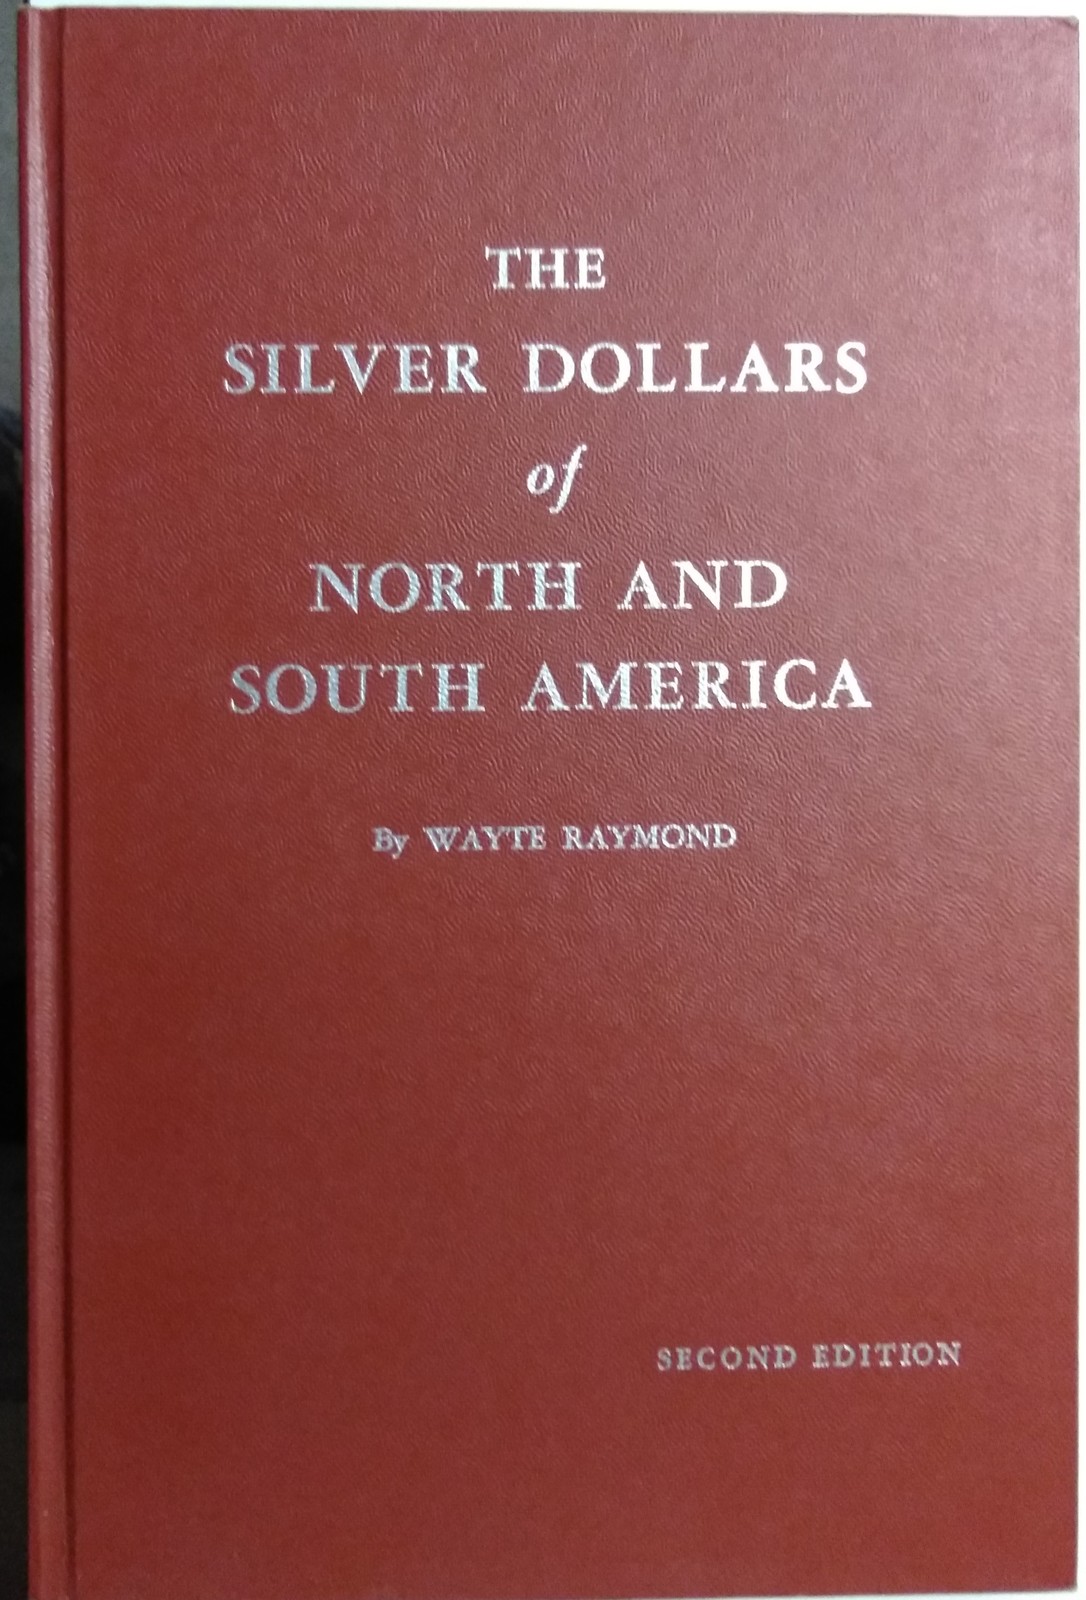 THE
SILVER DOLLARS
of
NORTH AND
SOUTH AMERICA
By WAYTE RAYMOND
SECOND EDITION